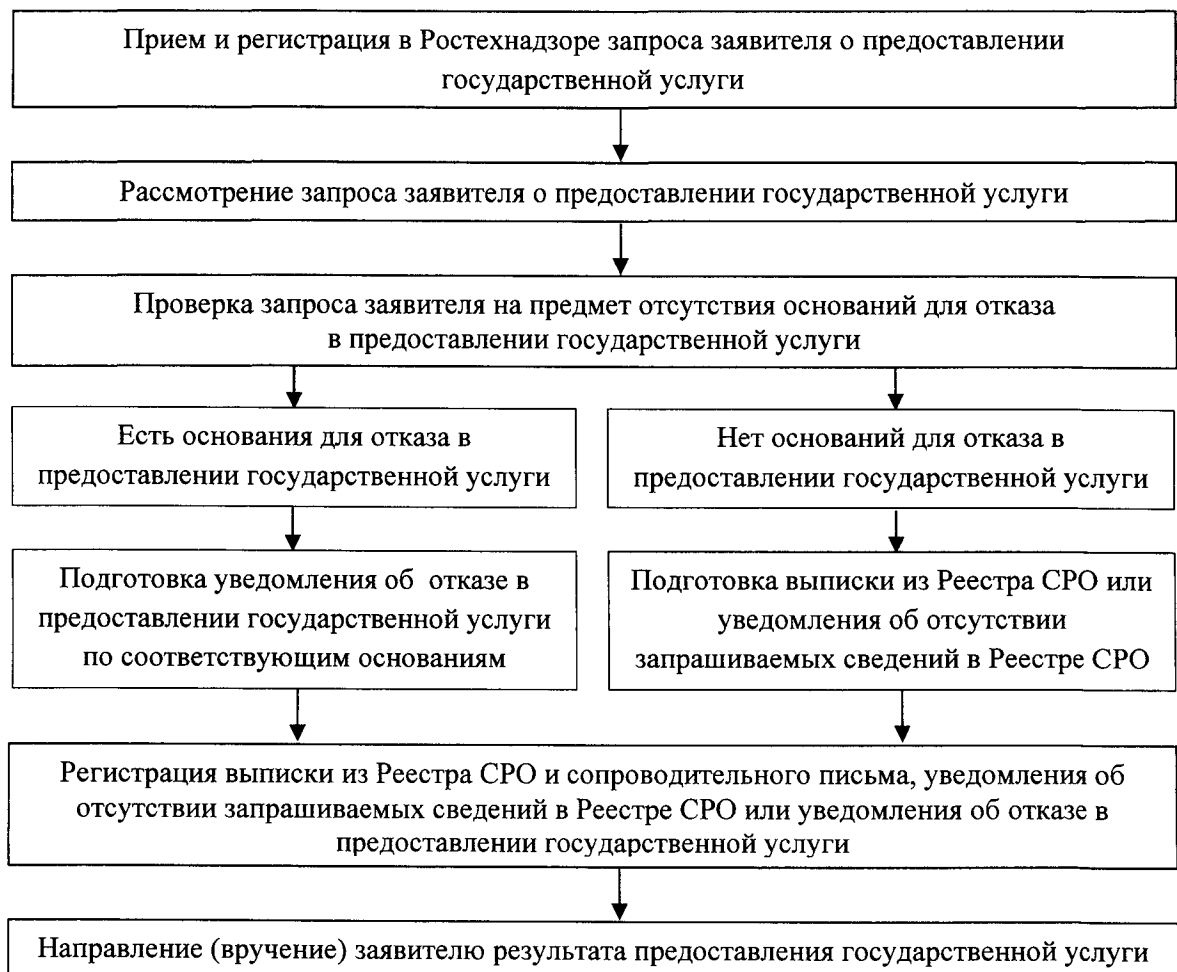 Прием и регистрация в Ростехнадзоре запроса заявителя о предоставлении
государственной услуги
Рассмотрение запроса заявителя о предоставлении государственной услуги
Проверка запроса заявителя на предмет отсутствия оснований для отказа
в предоставлении государственной услуги
Есть основания для отказа в
предоставлении государственной услуги
Нет оснований для отказа в
предоставлении государственной услуги
Подготовка уведомления об отказе в
предоставлении государственной услуги
по соответствующим основаниям
Подготовка выписки из Реестра СРО или
уведомления об отсутствии
запрашиваемых сведений в Реестре СРО
Регистрация выписки из Реестра СРО и сопроводительного письма, уведомления об
отсутствии запрашиваемых сведений в Реестре СРО или уведомления об отказе в
предоставлении государственной услуги
Направление (вручение) заявителю результата предоставления государственной услуги